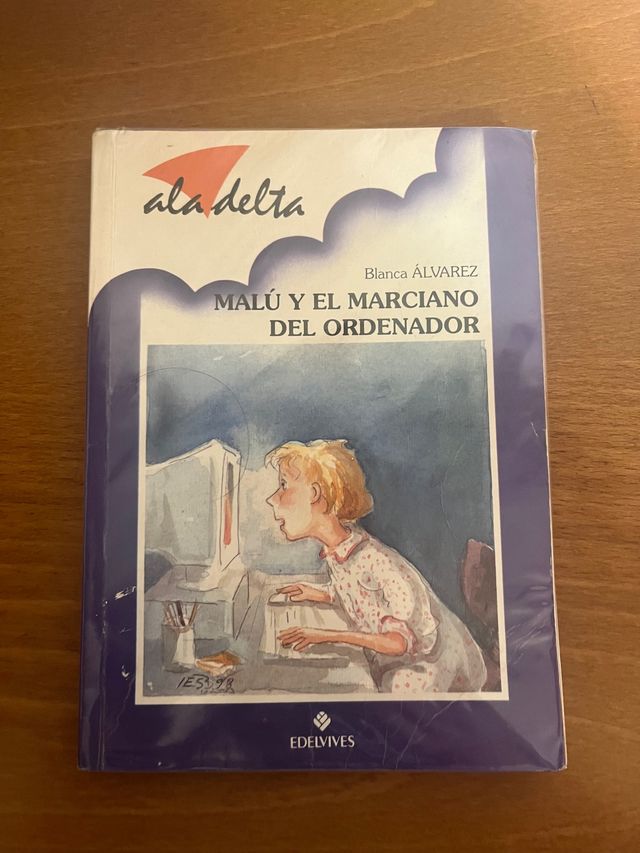 ala delta
Blanca ÁLVAREZ
MALÚ Y EL MARCIANO
DEL ORDENADOR
EDELVIVES